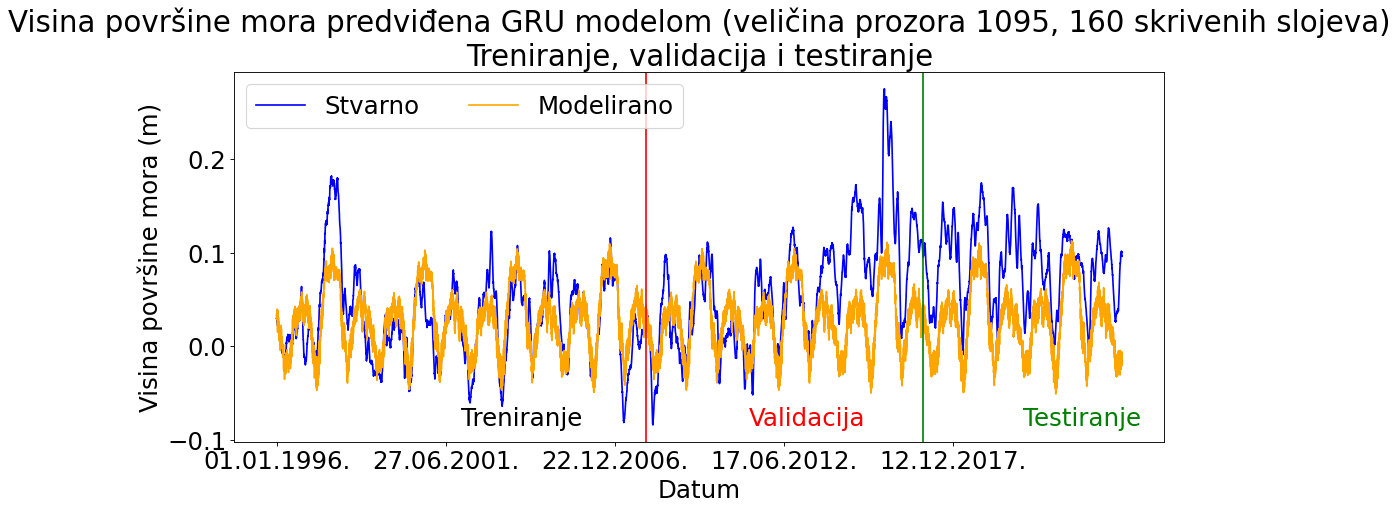 Visina površine mora predviđena GRU modelom (veličina prozora 1095, 160 skrivenih slojeva)
Treniranje, validacija i testiranje
Stvarno
Modelirano
Visina površine mora (m)
0.2
0.1
0.0
−0.1
Treniranje
Validacija
Testiranje
01.01.1996.
27.06.2001.
22.12.2006.
17.06.2012.
12.12.2017.
Datum